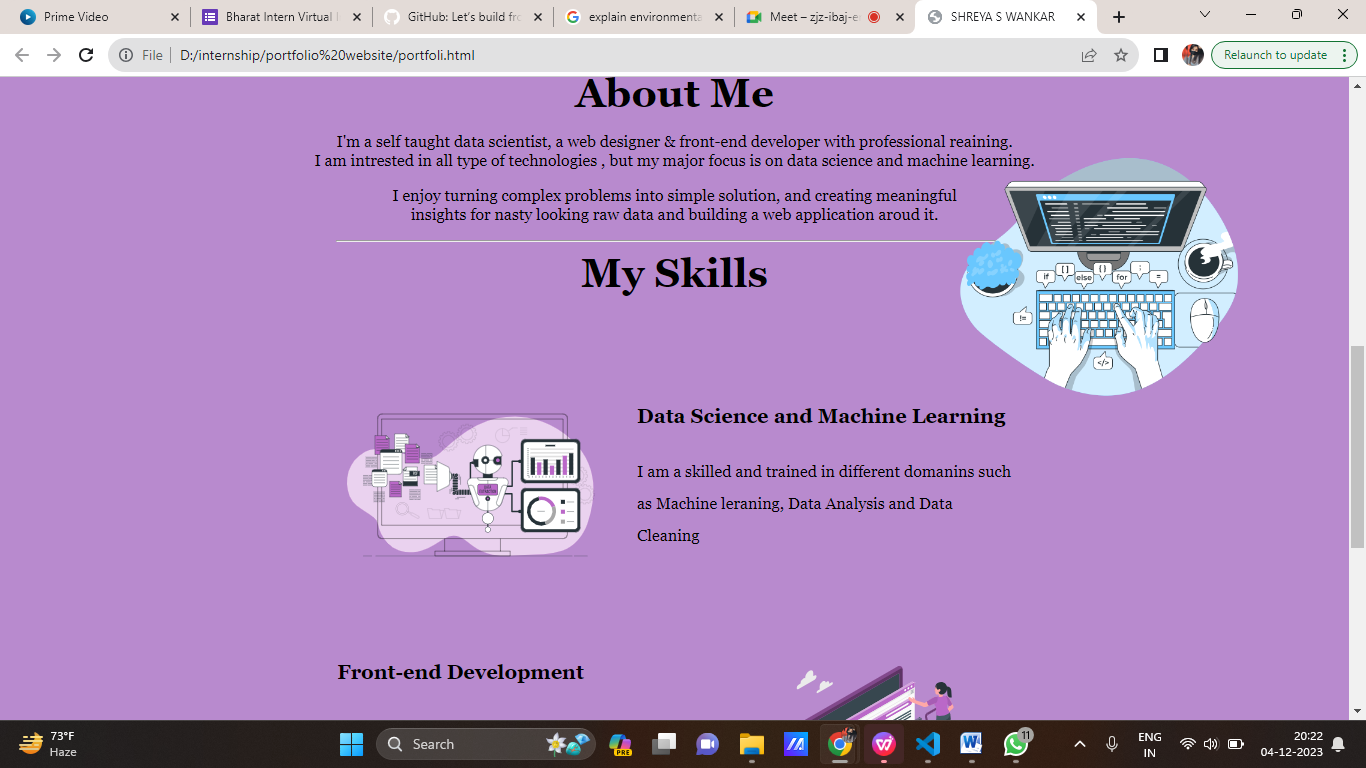 Prime Video
Bharat Intern Virtual I
GitHub: Let's build fro
explain environmenta
Meet – zjz-ibaj-e
SHREYA S WANKAR
File
D:/internship/portfolio%20website/portfoli.html
Relaunch to update
About Me
I'm a self taught data scientist, a web designer & front-end developer with professional reaining.
I am intrested in all type of technologies , but my major focus is on data science and machine learning.
I enjoy turning complex problems into simple solution, and creating meaningful
insights for nasty looking raw data and building a web application aroud it.
My Skills
if [ ] else { } for ; =
!=
</>
Data Science and Machine Learning
I am a skilled and trained in different domanins such
as Machine leraning, Data Analysis and Data
Cleaning
Front-end Development
73°F
Haze
Search
PRE
11
ENG
IN
20:22
04-12-2023